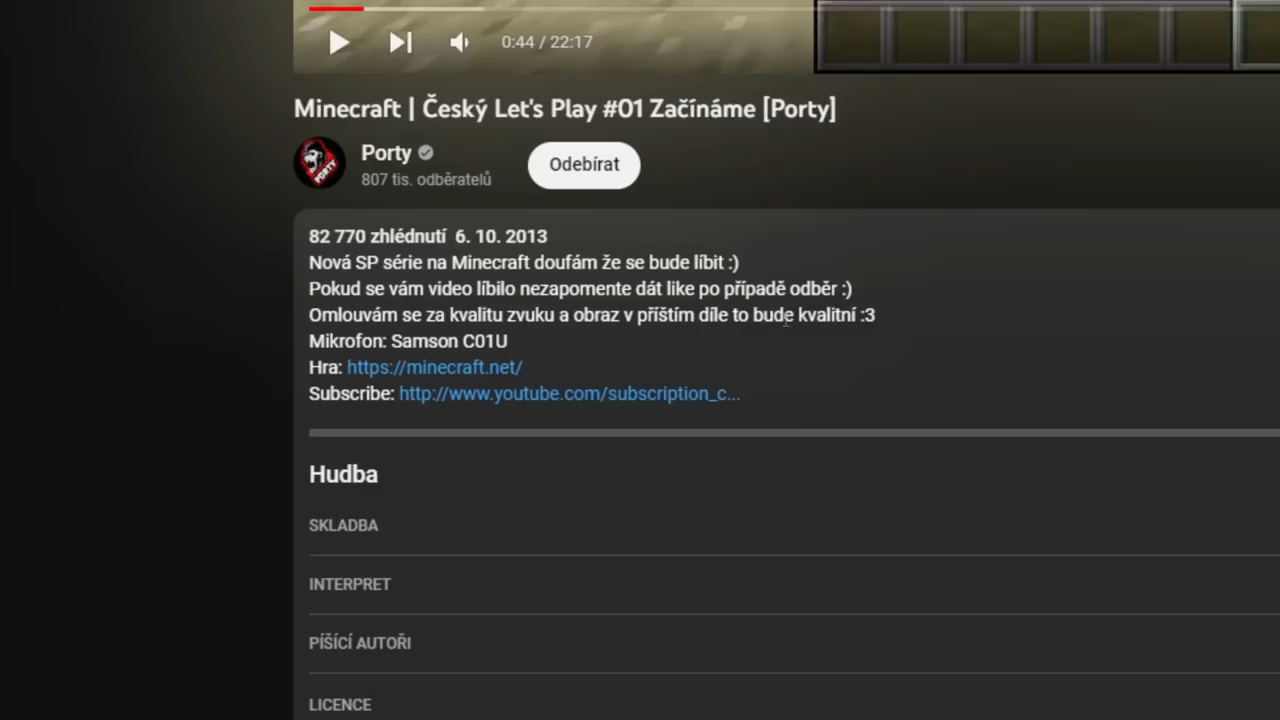 0:44 / 22:17
Minecraft | Český Let's Play #01 Začínáme [Porty]
PORTY
Porty
807 tis. odběratelů
Odebírat
82 770 zhlédnutí 6. 10. 2013
Nová SP série na Minecraft doufám že se bude líbit :)
Pokud se vám video líbilo nezapomente dát like po případě odběr :)
Omlouvám se za kvalitu zvuku a obraz v příštím díle to bude kvalitní :3
Mikrofon: Samson C01U
Hra: https://minecraft.net/
Subscribe: http://www.youtube.com/subscription_c...
Hudba
SKLADBA
INTERPRET
PÍŠÍCÍ AUTOŘI
LICENCE